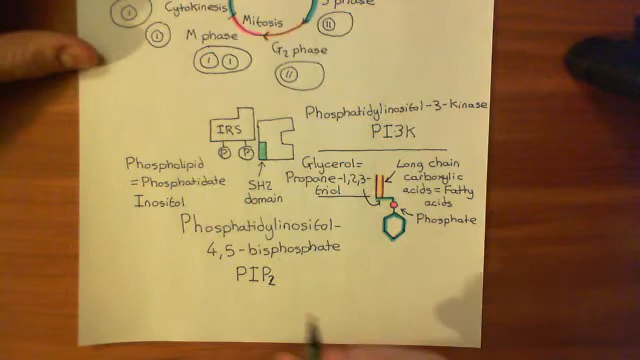 S phase
Cytokinesis
Mitosis
M phase
G2 phase
Phosphatidylinositol-3-kinase
PI3K
IRS
P P
SH2
domain
Phospholipid
= Phosphatidate
Inositol
Glycerol=
Propane-1,2,3-
triol
Long chain
carboxylic
acids = Fatty
acids
Phosphate
Phosphatidylinositol-
4,5-bisphosphate
PIP2